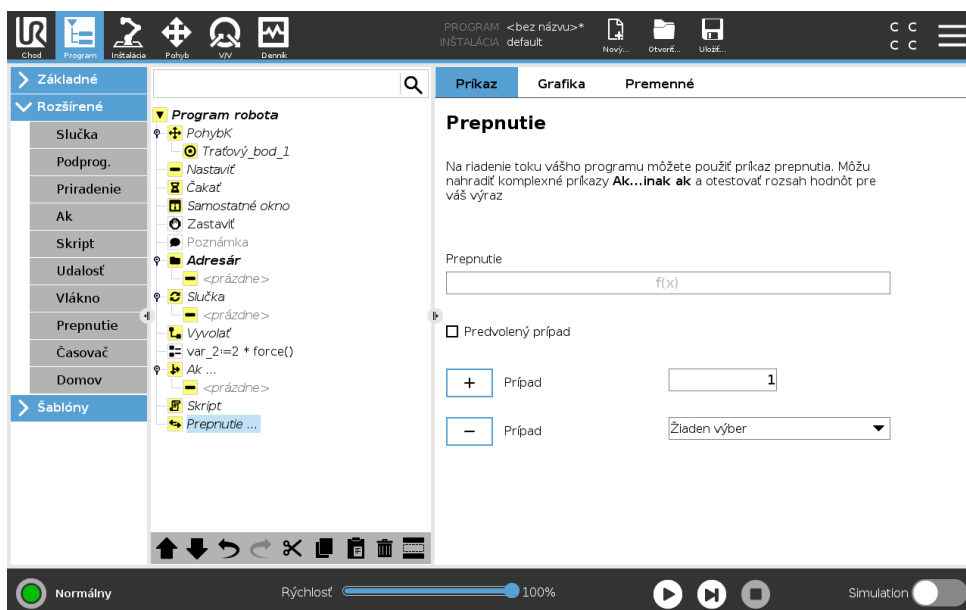 UR
PROGRAM <bez názvu>*
INŠTALÁCIA default
C C
C C
Chod Program Inštalácia Pohyb V/V Denník Nový... Otvoriť... Uložiť...
Základné
Rozšírené
Slučka
Podprog.
Priradenie
Ak
Skript
Udalosť
Vlákno
Prepnutie
Časovač
Domov
Šablóny
Program robota
PohybK
Traťový_bod_1
Nastaviť
Čakať
Samostatné okno
Zastaviť
Poznámka
Adresár
<prázdne>
Slučka
<prázdne>
Vyvolať
var_2:=2 * force()
Ak ...
<prázdne>
Skript
Prepnutie ...
Príkaz Grafika Premenné
Prepnutie
Na riadenie toku vášho programu môžete použiť príkaz prepnutia. Môžu
nahradiť komplexné príkazy Ak...inak ak a otestovať rozsah hodnôt pre
váš výraz
Prepnutie
f(x)
Predvolený prípad
+ Prípad 1
− Prípad Žiaden výber
Normálny Rýchlosť 100% Simulation